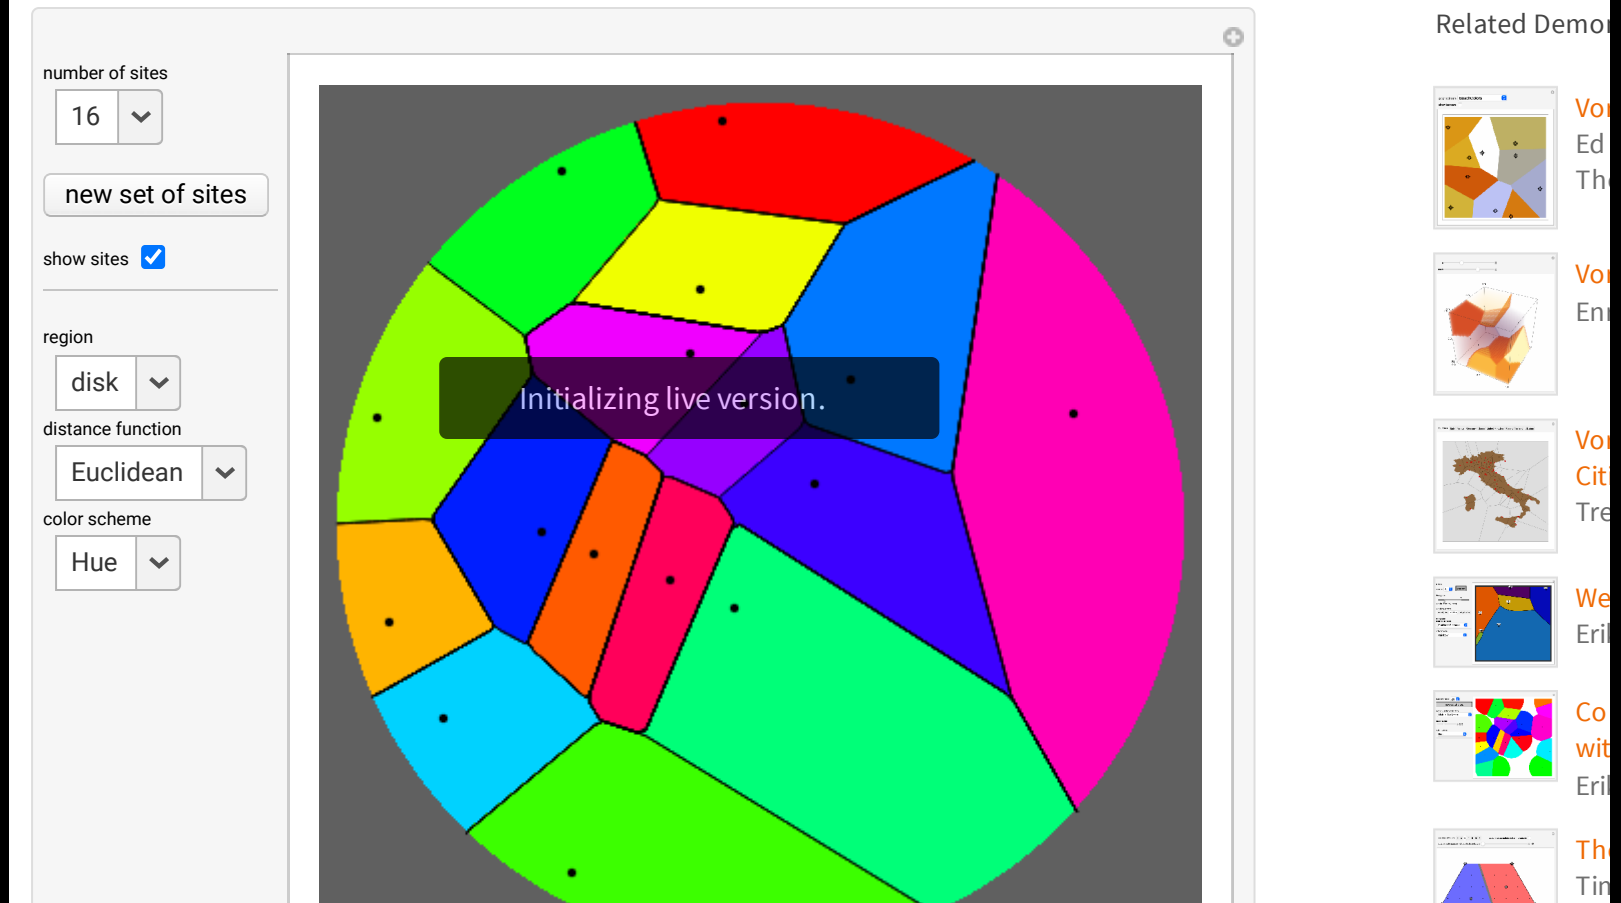 number of sites
16
new set of sites
show sites
region
disk
distance function
Euclidean
color scheme
Hue
Initializing live version.
Related
Ed